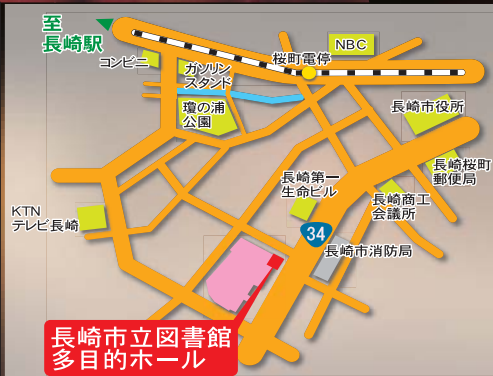 至
長崎駅
コンビニ
ガソリン
スタンド
桜町電停
NBC
瓊の浦
公園
長崎市役所
長崎桜町
郵便局
長崎第一
生命ビル
長崎商工
会議所
KTN
テレビ長崎
34
長崎市消防局
長崎市立図書館
多目的ホール